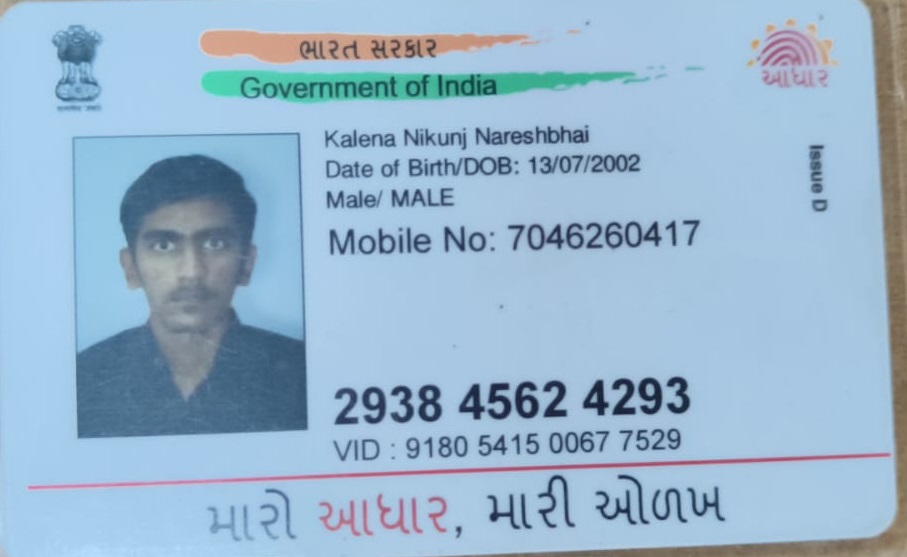 ભારત સરકાર
Government of India
આધાર
Kalena Nikunj Nareshbhai
Date of Birth/DOB: 13/07/2002
Male/ MALE
Mobile No: 7046260417
Issue D
2938 4562 4293
VID : 9180 5415 0067 7529
મારો આધાર, મારી ઓળખ